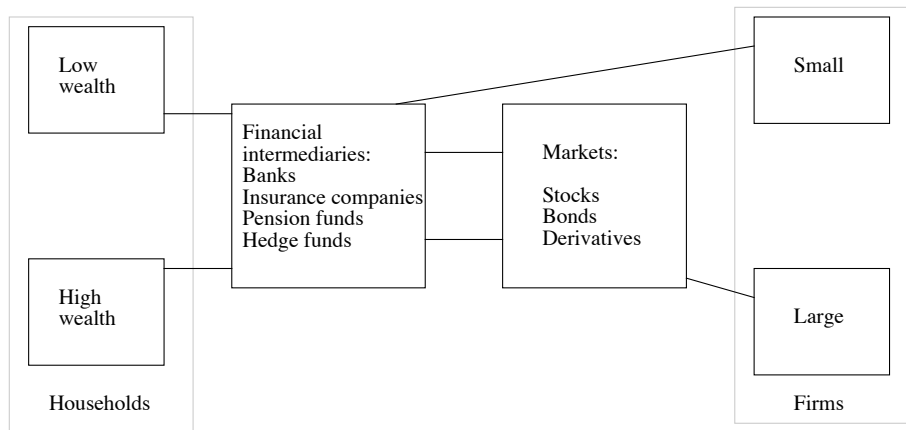 Low
wealth
High
wealth
Households
Financial
intermediaries:
Banks
Insurance companies
Pension funds
Hedge funds
Markets:
Stocks
Bonds
Derivatives
Small
Large
Firms